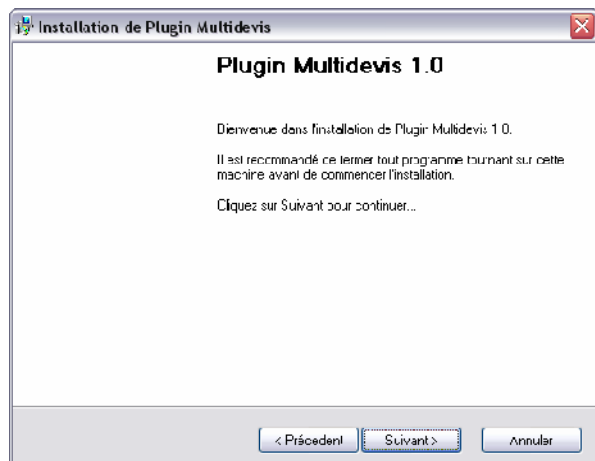 Installation de Plugin Multidevis
Plugin Multidevis 1.0
Bienvenue dans l'installation de Plugin Multidevis 1.0.
Il est recommandé de fermer tout programme tournant sur cette
machine avant de commencer l'installation.
Cliquez sur Suivant pour continuer...
< Précedent
Suivant >
Annuler